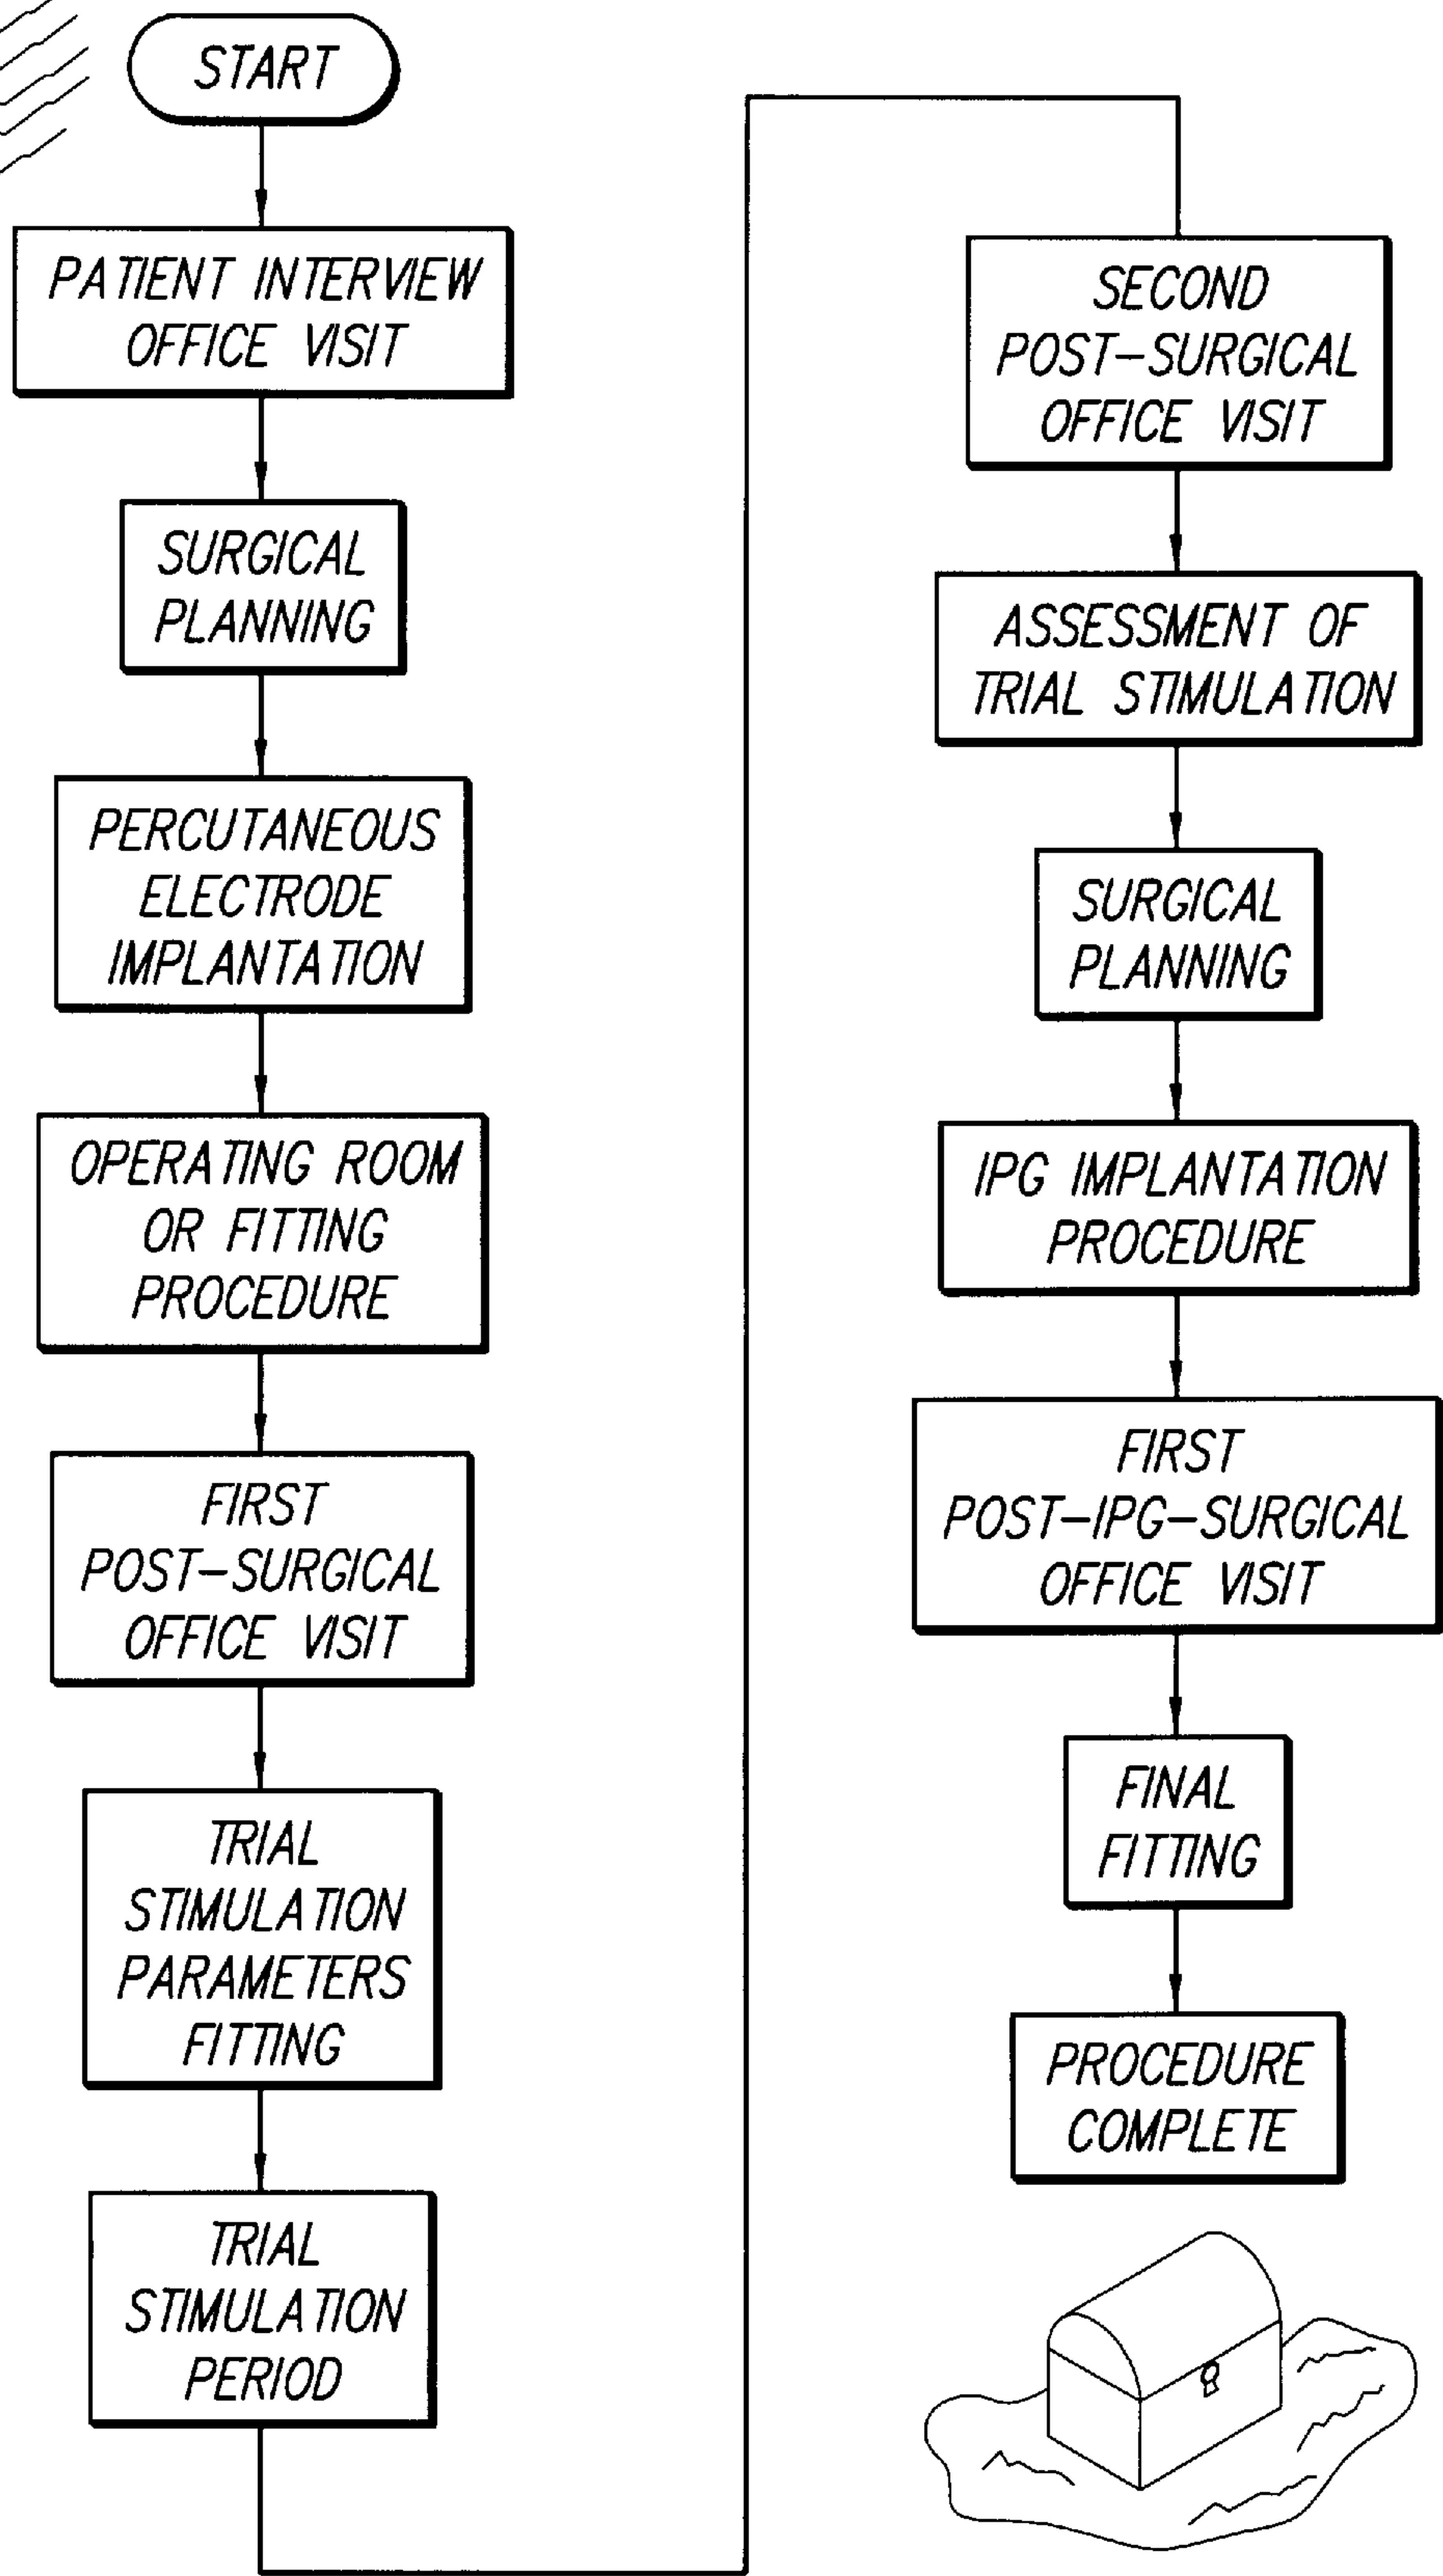 START
PATIENT INTERVIEW
OFFICE VISIT
SURGICAL
PLANNING
PERCUTANEOUS
ELECTRODE
IMPLANTATION
OPERATING ROOM
OR FITTING
PROCEDURE
FIRST
POST-SURGICAL
OFFICE VISIT
TRIAL
STIMULATION
PARAMETERS
FITTING
TRIAL
STIMULATION
PERIOD
SECOND
POST-SURGICAL
OFFICE VISIT
ASSESSMENT OF
TRIAL STIMULATION
SURGICAL
PLANNING
IPG IMPLANTATION
PROCEDURE
FIRST
POST-IPG-SURGICAL
OFFICE VISIT
FINAL
FITTING
PROCEDURE
COMPLETE